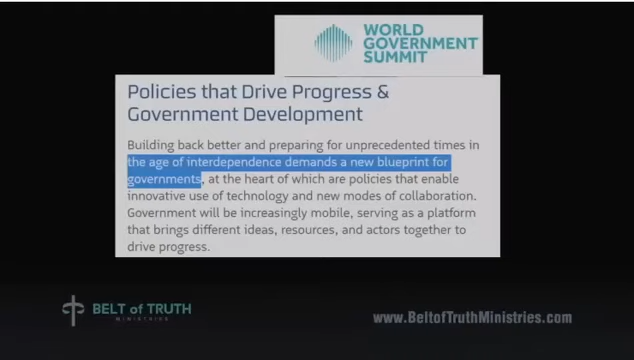 WORLD
GOVERNMENT
SUMMIT
Policies that Drive Progress &
Government Development
Building back better and preparing for unprecedented times in
the age of interdependence demands a new blueprint for
governments, at the heart of which are policies that enable
innovative use of technology and new modes of collaboration.
Government will be increasingly mobile, serving as a platform
that brings different ideas, resources, and actors together to
drive progress.
BELT of TRUTH
MINISTRIES
www.BeltofTruthMinistries.com